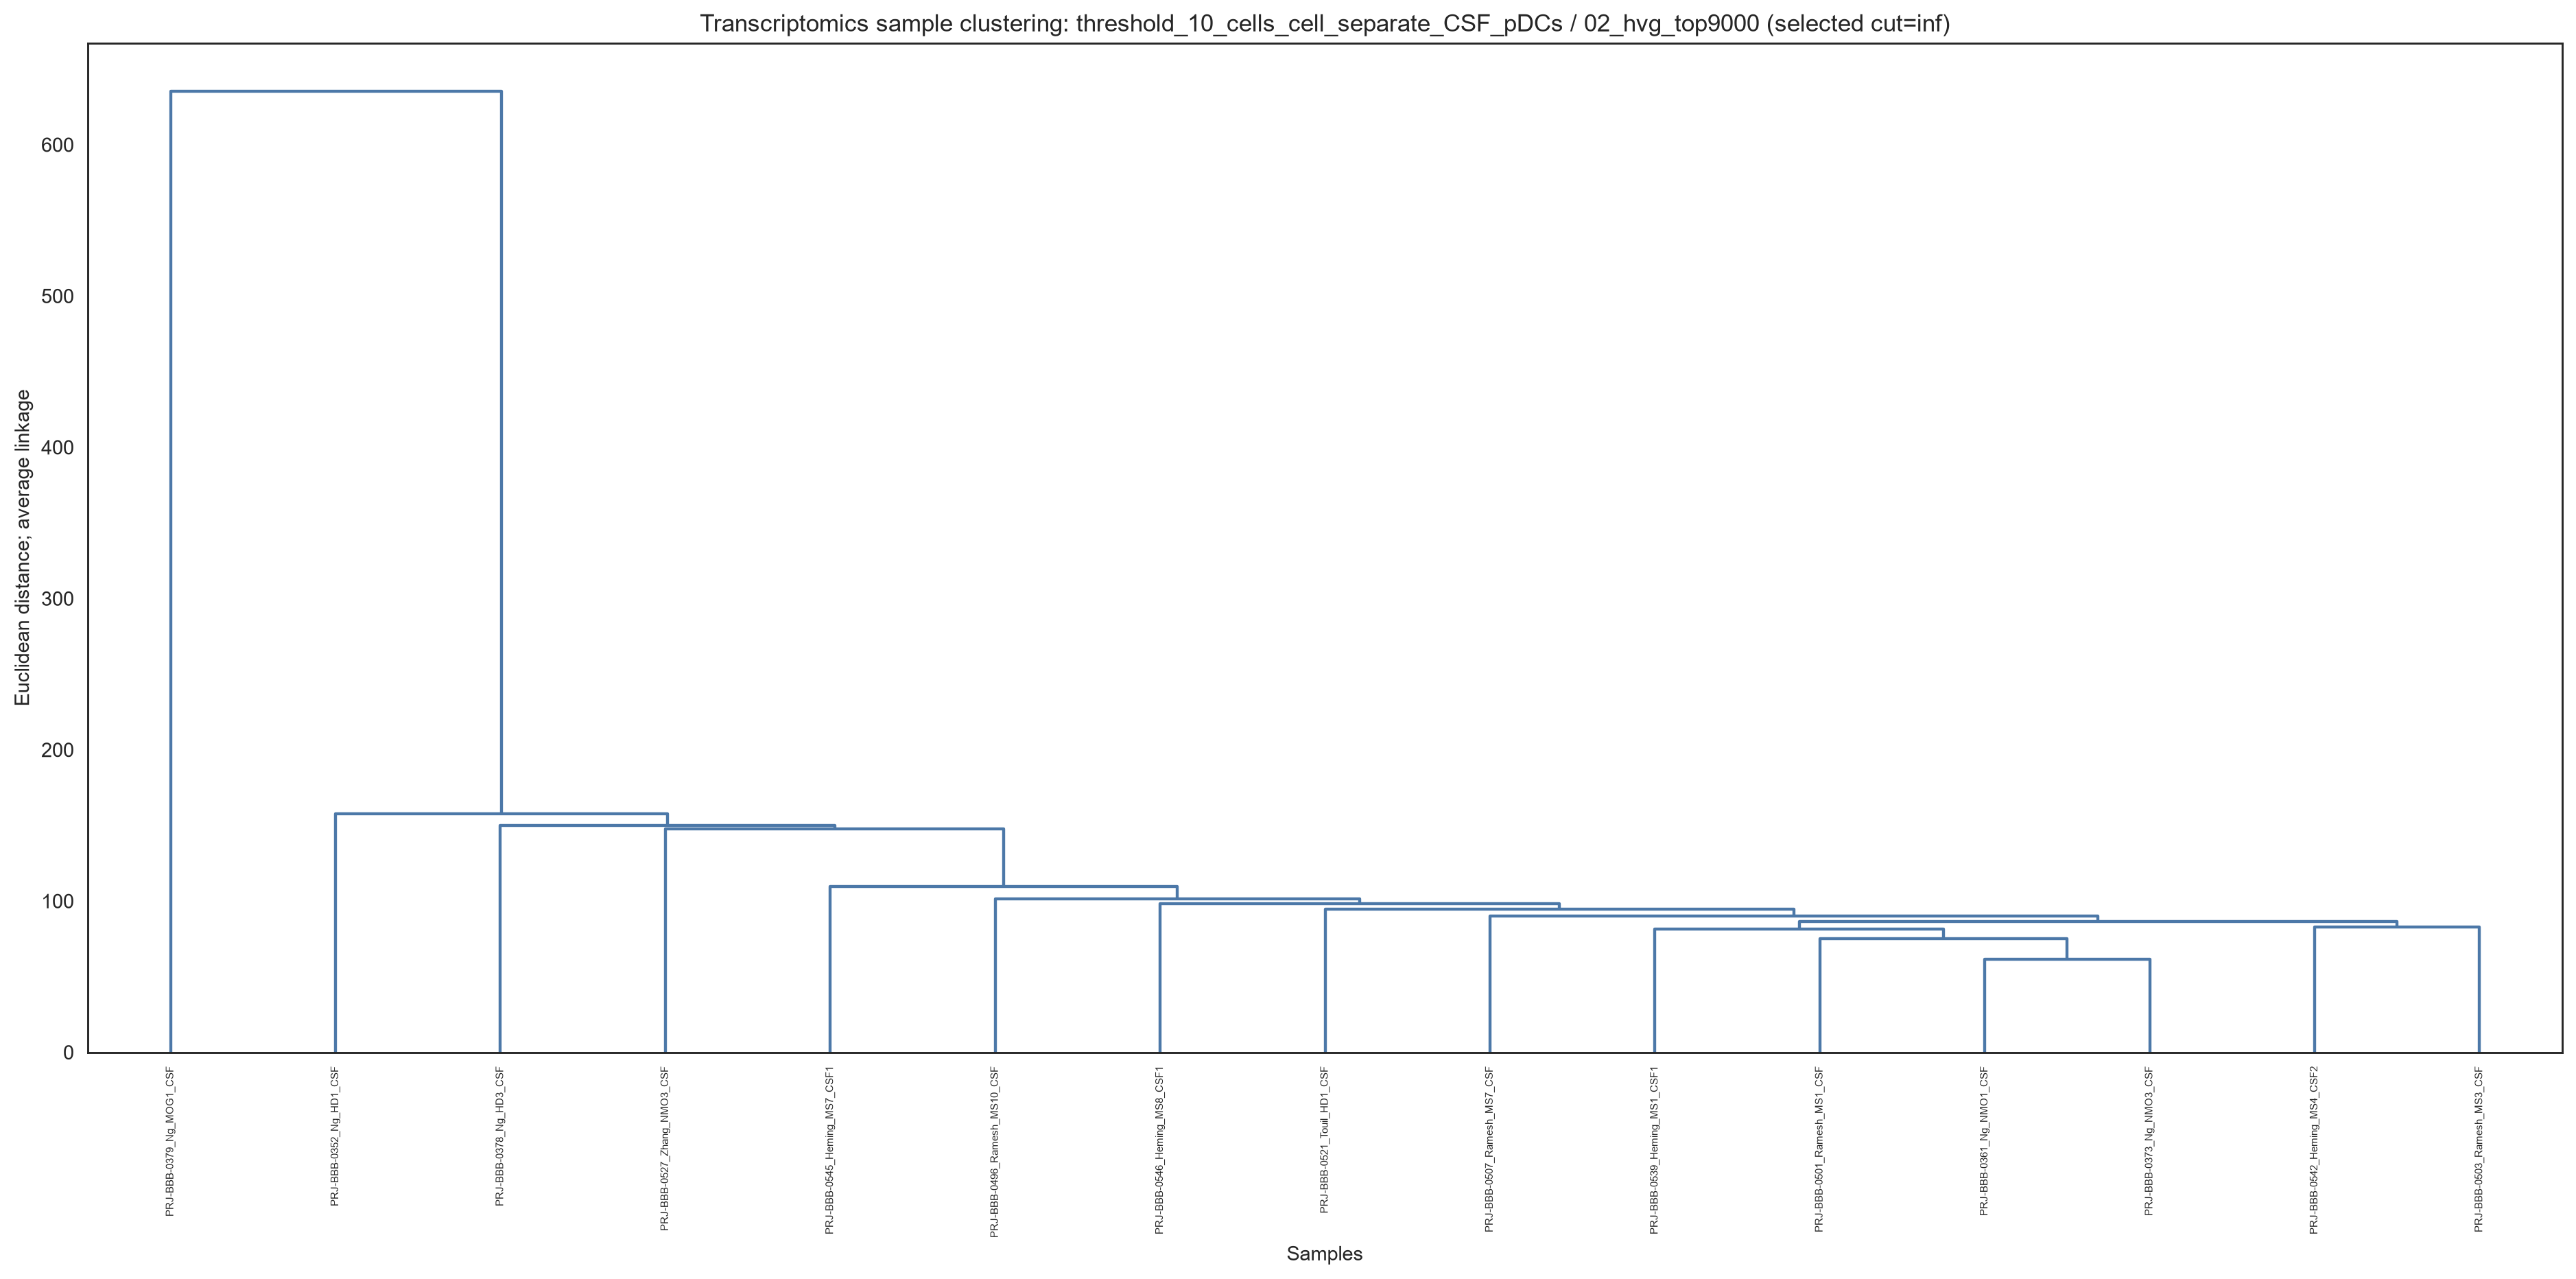 Transcriptomics sample clustering: threshold_10_cells_cell_separate_CSF_pDCs / 02_hvg_top9000 (selected cut=inf)
Euclidean distance; average linkage
600
500
400
300
200
100
0
PRJ-BBB-0379_Ng_MOG1_CSF
PRJ-BBB-0352_Ng_HD1_CSF
PRJ-BBB-0378_Ng_HD3_CSF
PRJ-BBB-0527_Zhang_NMO3_CSF
PRJ-BBB-0545_Heming_MS7_CSF1
PRJ-BBB-0496_Ramesh_MS10_CSF
PRJ-BBB-0546_Heming_MS8_CSF1
PRJ-BBB-0521_Touil_HD1_CSF
PRJ-BBB-0507_Ramesh_MS7_CSF
PRJ-BBB-0539_Heming_MS1_CSF1
PRJ-BBB-0501_Ramesh_MS1_CSF
PRJ-BBB-0361_Ng_NMO1_CSF
PRJ-BBB-0373_Ng_NMO3_CSF
PRJ-BBB-0542_Heming_MS4_CSF2
PRJ-BBB-0503_Ramesh_MS3_CSF
Samples